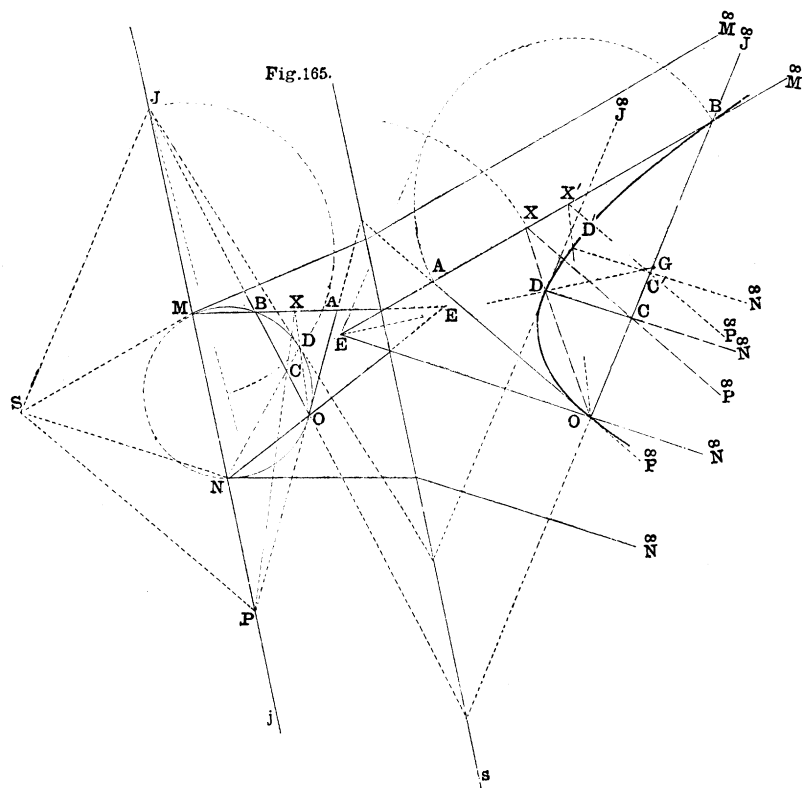 ∞
M
∞
J
Fig.165.
∞
M
J
B
∞
J
X'
X
D'
A
G
D
C'
∞
N
M
B
X
A
E
C
E
D
∞
P
∞
N
C
∞
P
S
O
O
∞
N
∞
P
N
∞
N
P
j
s